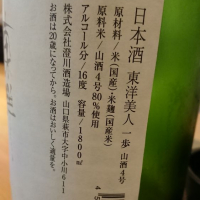 日本酒 東洋美人 一歩 山酒4号
原材料/米(国産)・米麹(国産米)
原料米/山酒4号80%使用
アルコール分/16度 容量/1800㎖
株式会社澄川酒造場 山口県萩市大字中小川611
お酒は20歳になってから。お酒はおいしく適量を。